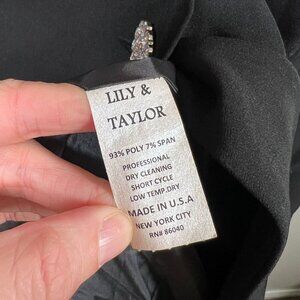 LILY &
TAYLOR
93% POLY 7% SPAN
PROFESSIONAL
DRY CLEANING
SHORT CYCLE
LOW TEMP.DRY
MADE IN U.S.A
NEW YORK CITY
RN# 86040